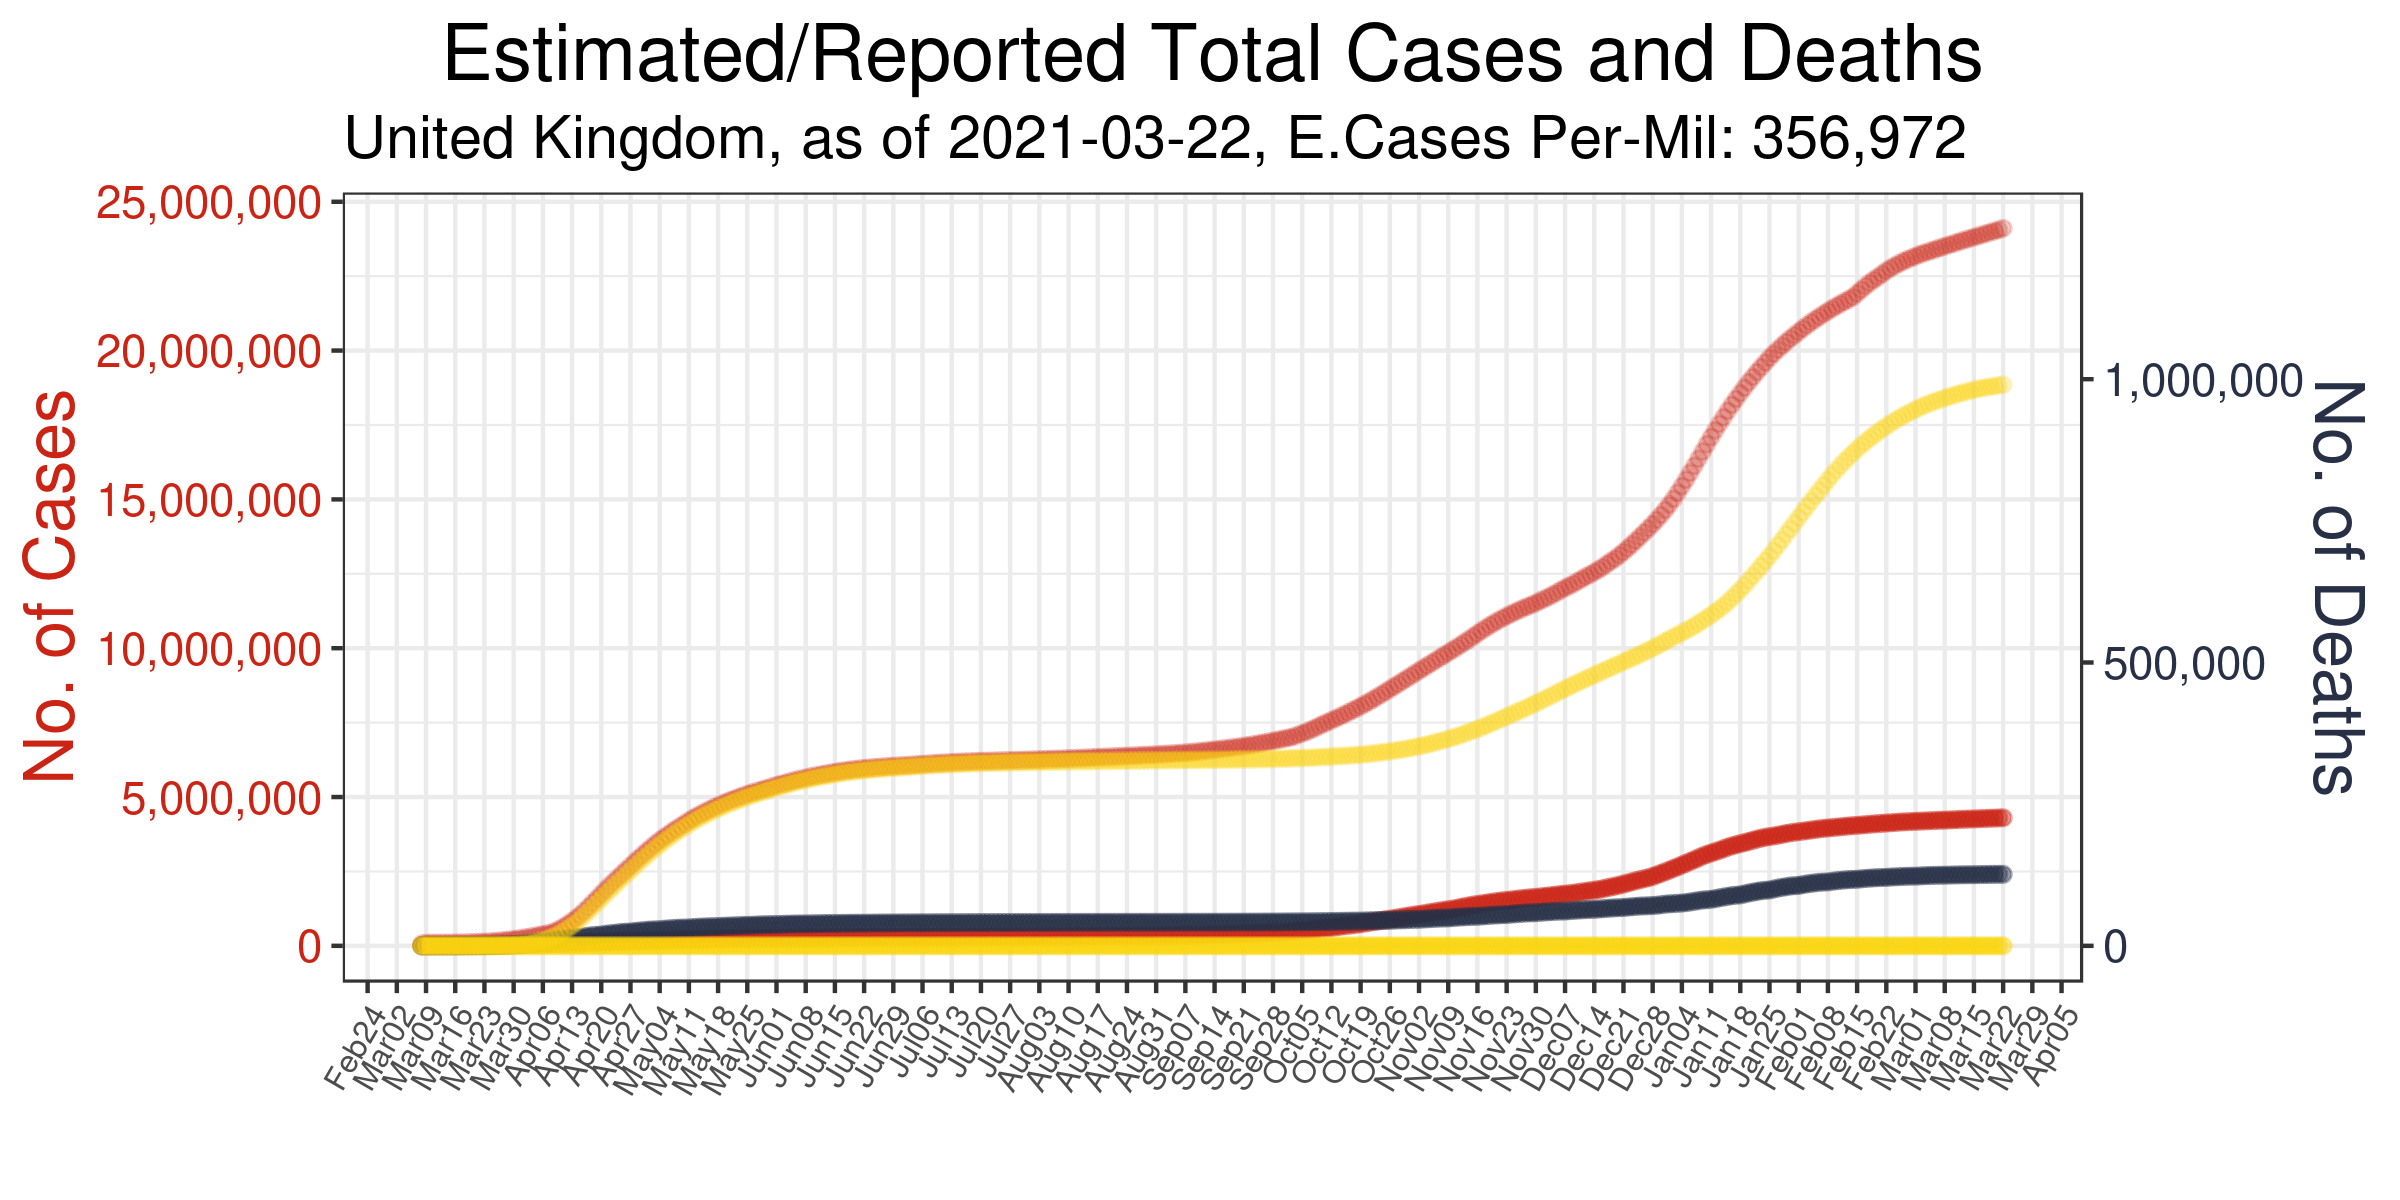 Estimated/Reported Total Cases and Deaths
United Kingdom, as of 2021-03-22, E.Cases Per-Mil: 356,972
No. of Cases
25,000,000
20,000,000
15,000,000
10,000,000
5,000,000
0
1,000,000
500,000
0
No. of Deaths
Feb24
Mar02
Mar09
Mar16
Mar23
Mar30
Apr06
Apr13
Apr20
Apr27
May04
May11
May18
May25
Jun01
Jun08
Jun15
Jun22
Jun29
Jul06
Jul13
Jul20
Jul27
Aug03
Aug10
Aug17
Aug24
Aug31
Sep07
Sep14
Sep21
Sep28
Oct05
Oct12
Oct19
Oct26
Nov02
Nov09
Nov16
Nov23
Nov30
Dec07
Dec14
Dec21
Dec28
Jan04
Jan11
Jan18
Jan25
Feb01
Feb08
Feb15
Feb22
Mar01
Mar08
Mar15
Mar22
Mar29
Apr05